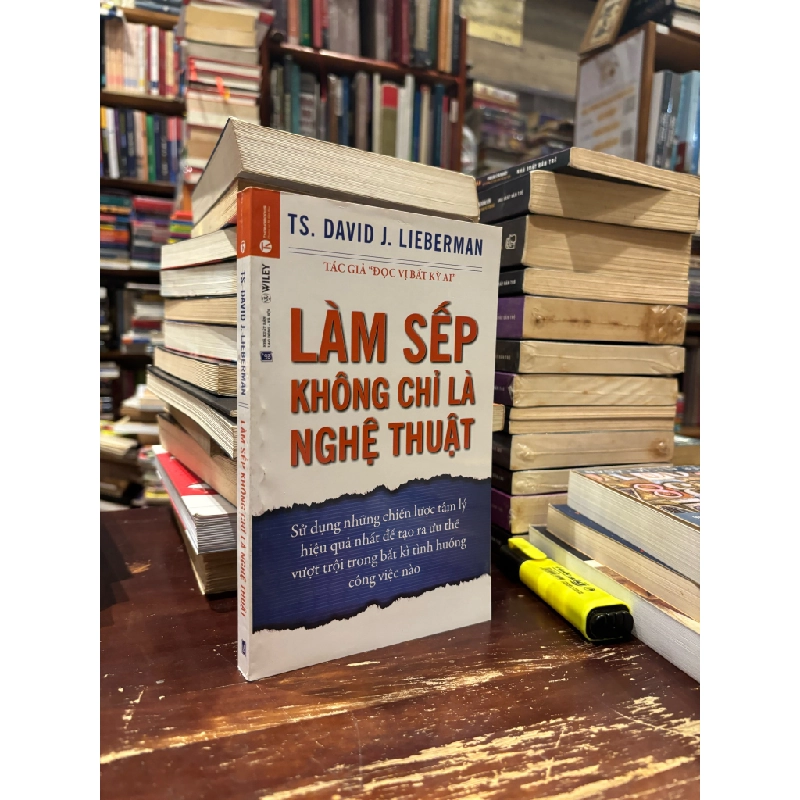 TS. DAVID J. LIEBERMAN
TÁC GIẢ "ĐỌC VỊ BẤT KỲ AI"
LÀM SẾP
KHÔNG CHỈ LÀ
NGHỆ THUẬT
Sử dụng những chiến lược tâm lý
hiệu quả nhất để tạo ra ưu thế
vượt trội trong bất kì tình huống
công việc nào
WILEY
TS. DAVID J. LIEBERMAN
LÀM SẾP KHÔNG CHỈ LÀ NGHỆ THUẬT